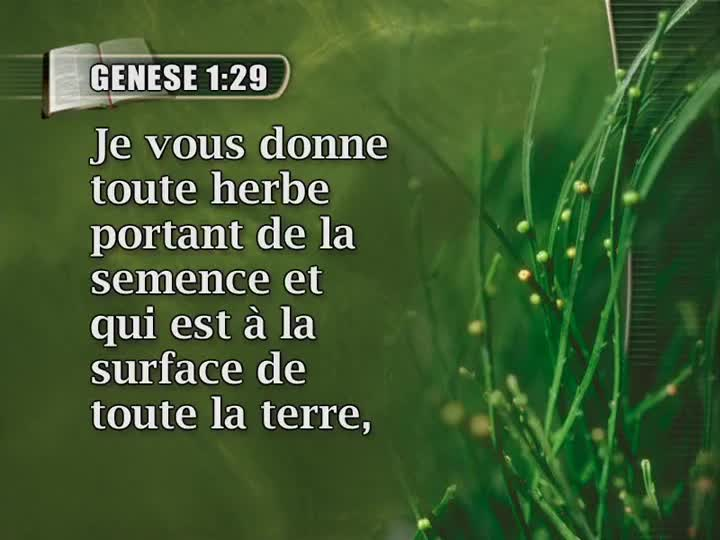 GENESE 1:29
Je vous donne
toute herbe
portant de la
semence et
qui est à la
surface de
toute la terre,